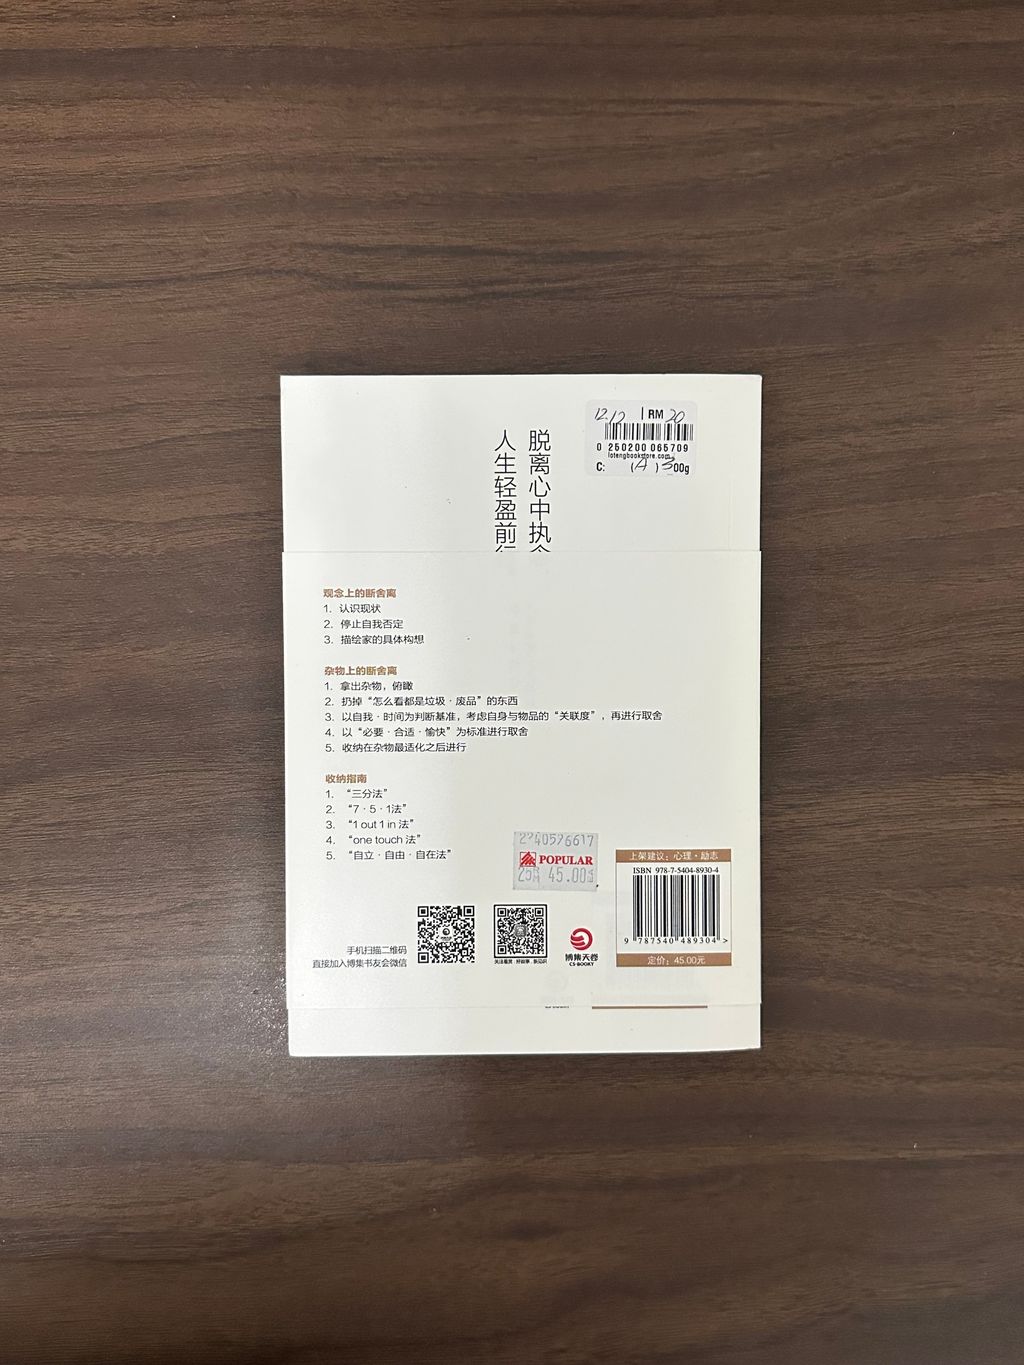 12.12 | RM 20
0 250200 065709
lotengbookstore.com
C: (A) 300g
脱离心中执
人生轻盈前
观念上的断舍离
1. 认识现状
2. 停止自我否定
3. 描绘家的具体构想
杂物上的断舍离
1. 拿出杂物，俯瞰
2. 扔掉“怎么看都是垃圾·废品”的东西
3. 以自我·时间为判断基准，考虑自身与物品的“关联度”，再进行取舍
4. 以“必要·合适·愉快”为标准进行取舍
5. 收纳在杂物最适化之后进行
收纳指南
1. “三分法”
2. “7·5·1法”
3. “1 out 1 in 法”
4. “one touch 法”
5. “自立·自由·自在法”
POPULAR
45.00
上架建议：心理·励志
ISBN 978-7-5404-8930-4
9 787540 489304 >
定价：45.00元
手机扫描二维码
直接加入博集书友会微信
博集天卷
CS-BOOKY